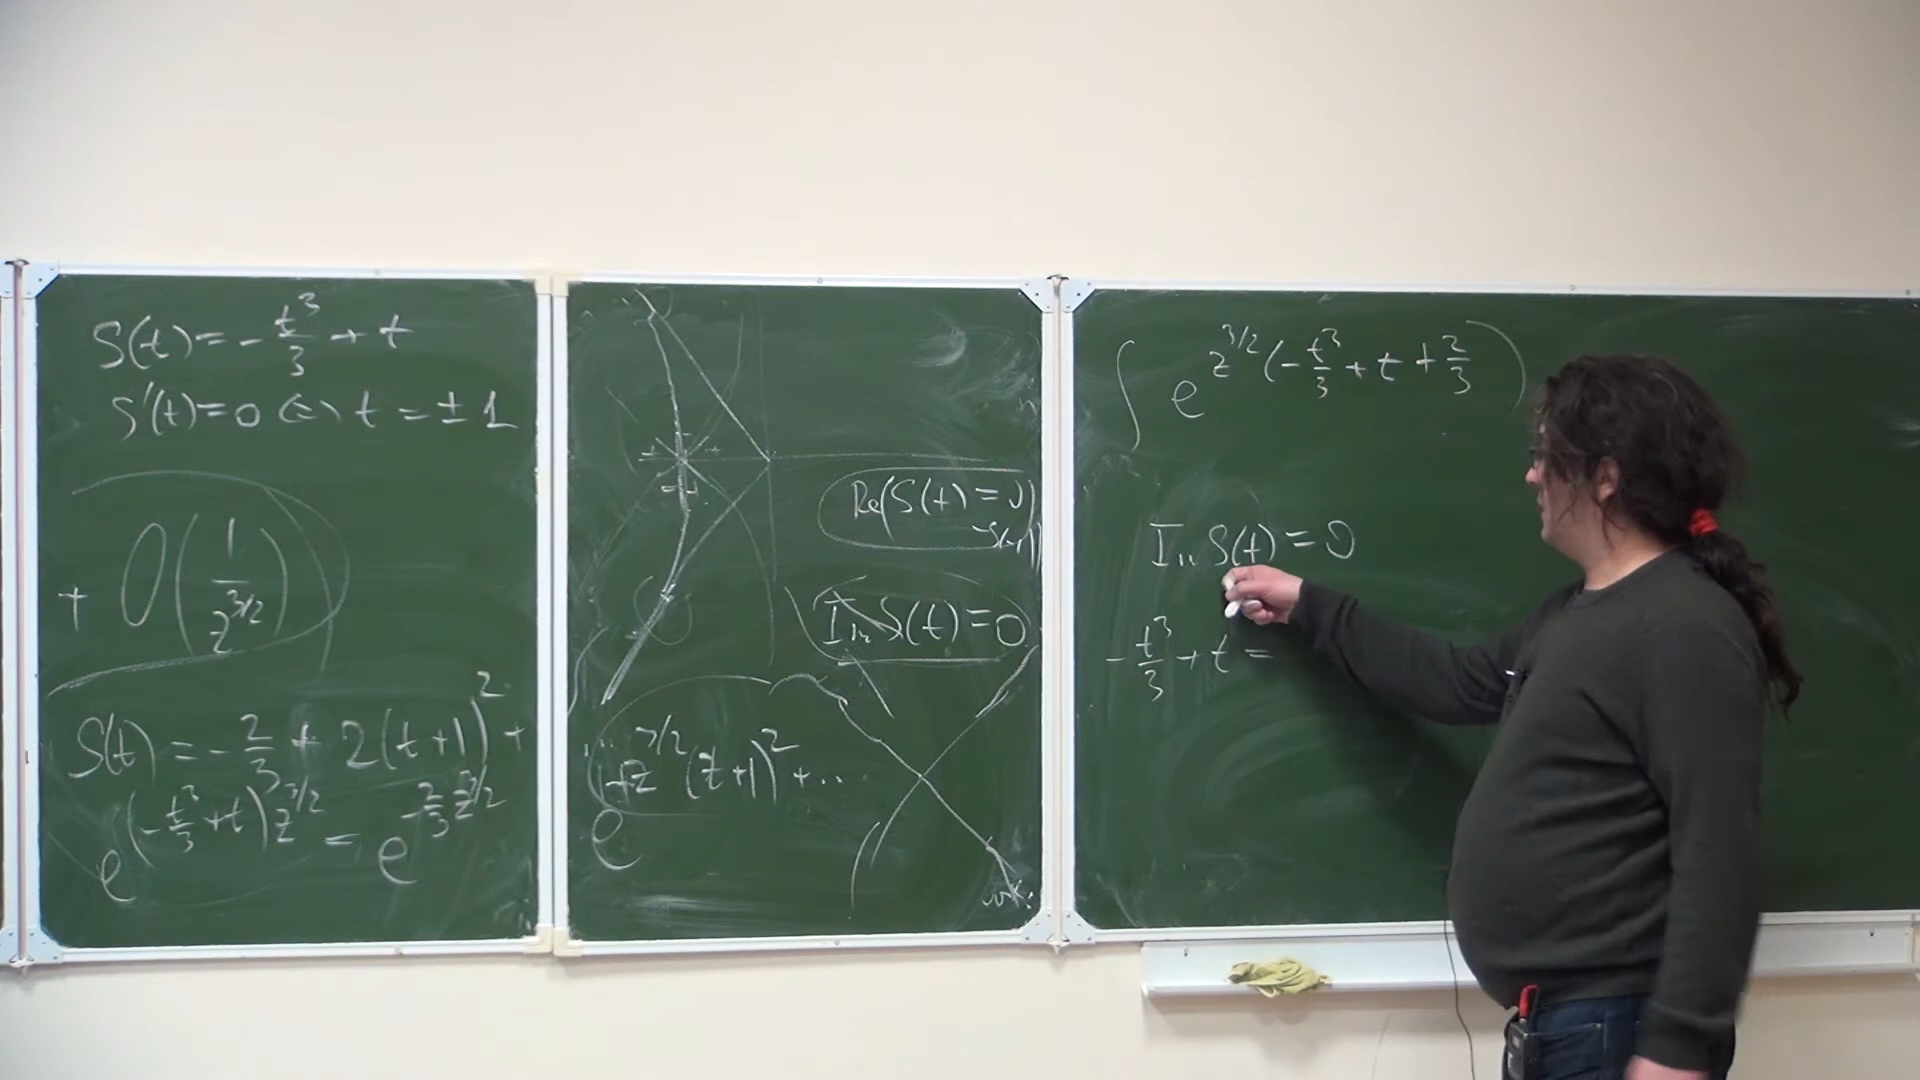 S(t) = - t³/3 + t
S'(t) = 0 ⇔ t = ± 1
+ O(1/z^{3/2})
S(t) = - 2/3 + 2(t+1)² +
e^{(-t³/3 + t) z^{3/2}} = e^{-2/3 z^{3/2}}
Re(S(t) = 0
Im S(t) = 0
e^{+z^{3/2}(z+1)² + ...}
∫ e^{z^{3/2}(- t³/3 + t + 2/3)}
Im S(t) = 0
- t³/3 + t =